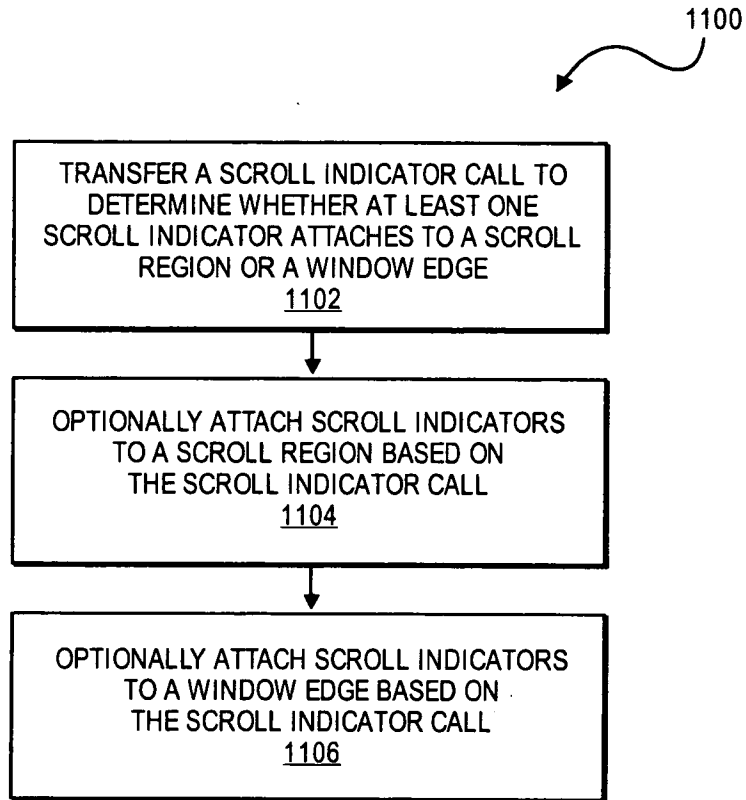 1100
TRANSFER A SCROLL INDICATOR CALL TO
DETERMINE WHETHER AT LEAST ONE
SCROLL INDICATOR ATTACHES TO A SCROLL
REGION OR A WINDOW EDGE
1102
OPTIONALLY ATTACH SCROLL INDICATORS
TO A SCROLL REGION BASED ON
THE SCROLL INDICATOR CALL
1104
OPTIONALLY ATTACH SCROLL INDICATORS
TO A WINDOW EDGE BASED ON
THE SCROLL INDICATOR CALL
1106